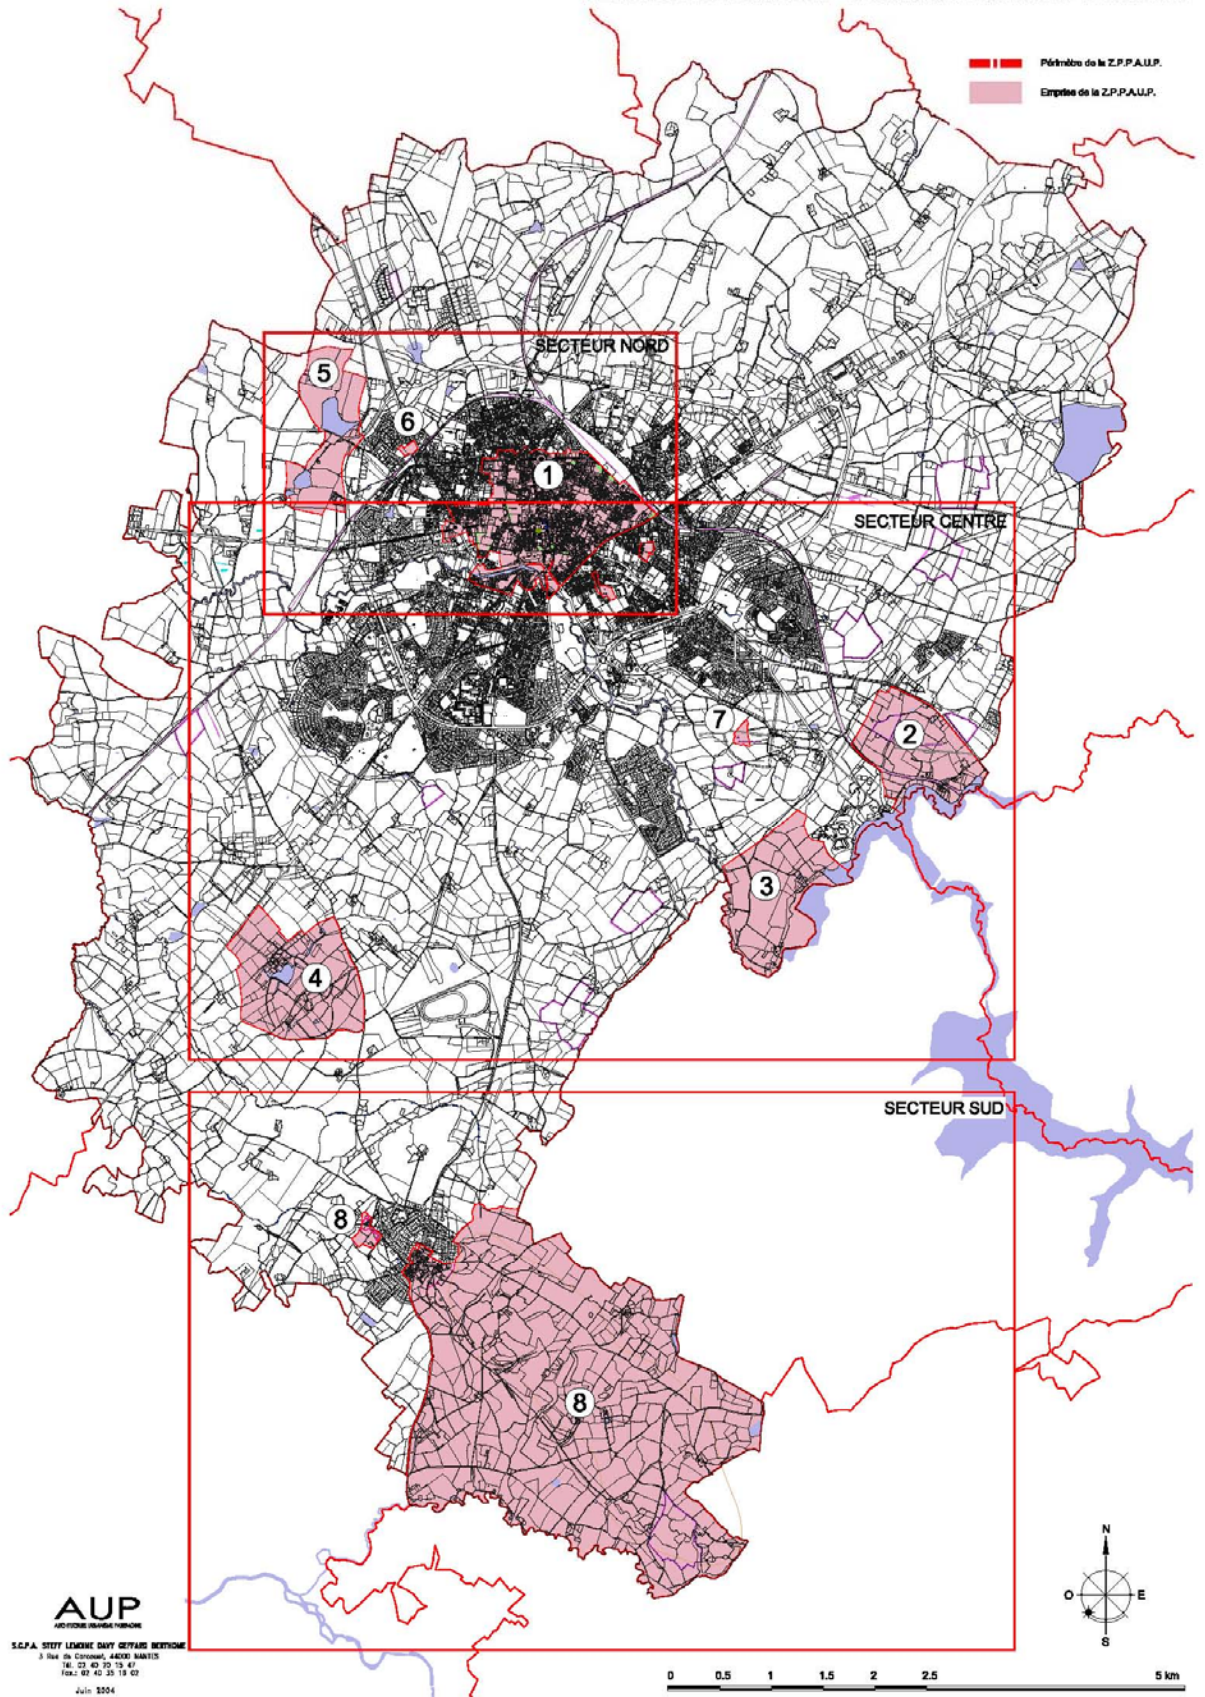 Périmètre de la Z.P.P.A.U.P.
Emprise de la Z.P.P.A.U.P.
SECTEUR NORD
5
6
1
SECTEUR CENTRE
7
2
3
4
SECTEUR SUD
8
8
N
O E
S
AUP
S.C.P.A. STEFF LEMOINE DAVY GEFFARD BERTHOME
44000 NANTES
Juin 2004
0 0.5 1 1.5 2 2.5 5 km